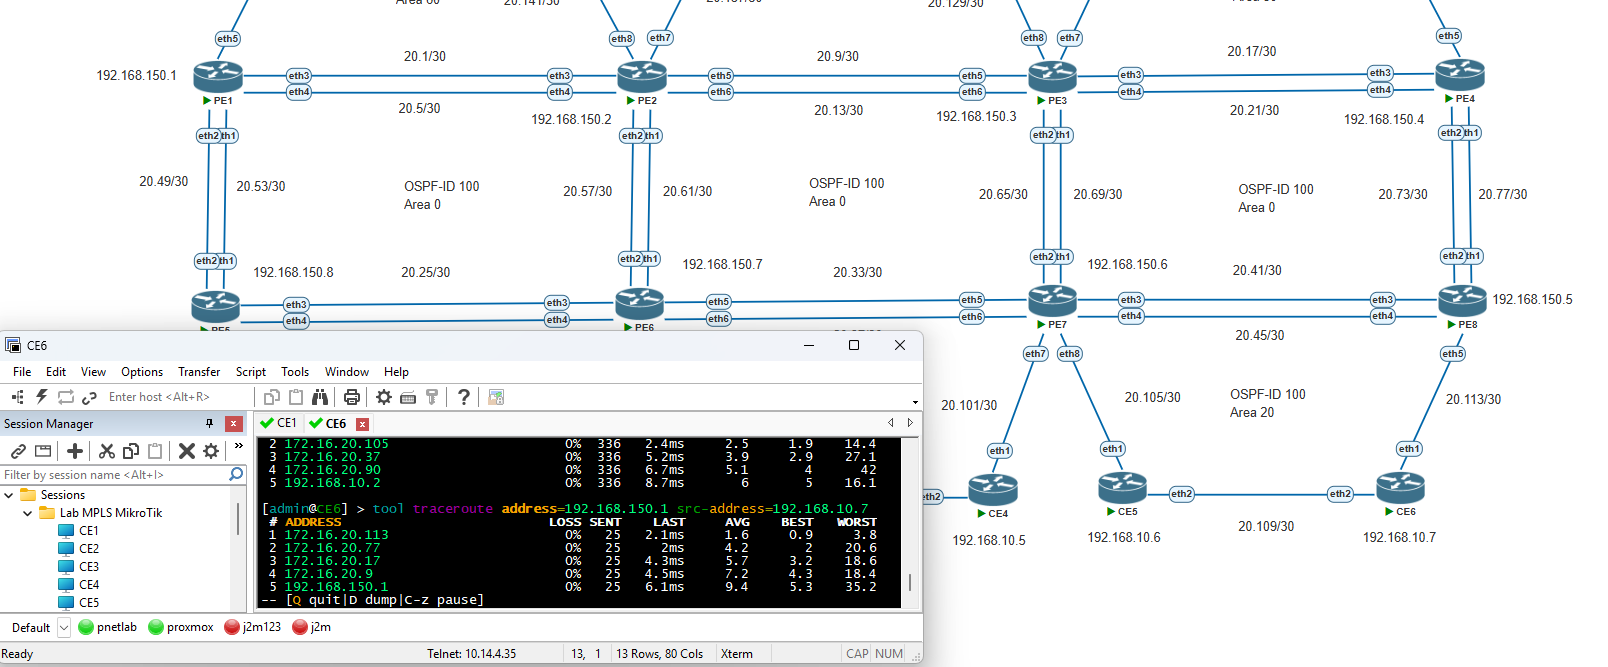 Area 60
20.141/30
20.137/30
20.129/30
eth5
eth8
eth7
eth8
eth7
eth5
20.1/30
20.9/30
20.17/30
192.168.150.1
eth3
eth3
eth5
eth5
eth3
eth3
eth4
eth4
eth6
eth6
eth4
eth4
PE1
PE2
PE3
PE4
20.5/30
20.13/30
20.21/30
192.168.150.2
192.168.150.3
192.168.150.4
eth2
th1
eth2
th1
eth2
th1
eth2
th1
20.49/30
20.53/30
OSPF-ID 100
Area 0
20.57/30
20.61/30
OSPF-ID 100
Area 0
20.65/30
20.69/30
OSPF-ID 100
Area 0
20.73/30
20.77/30
eth2
th1
eth2
th1
eth2
th1
eth2
th1
192.168.150.8
20.25/30
192.168.150.7
20.33/30
192.168.150.6
20.41/30
192.168.150.5
eth3
eth3
eth5
eth5
eth3
eth3
eth4
eth4
eth6
eth6
eth4
eth4
PE5
PE6
PE7
PE8
20.45/30
eth7
eth8
eth5
20.101/30
20.105/30
OSPF-ID 100
Area 20
20.113/30
eth1
eth1
eth1
th2
eth2
eth2
CE4
CE5
CE6
192.168.10.5
192.168.10.6
20.109/30
192.168.10.7
CE6
File Edit View Options Transfer Script Tools Window Help
Enter host <Alt+R>
Session Manager
CE1
CE6
Filter by session name <Alt+I>
Sessions
Lab MPLS MikroTik
CE1
CE2
CE3
CE4
CE5
2 172.16.20.105 0% 336 2.4ms 2.5 1.9 14.4
3 172.16.20.37 0% 336 5.2ms 3.9 2.9 27.1
4 172.16.20.90 0% 336 6.7ms 5.1 4 42
5 192.168.10.2 0% 336 8.7ms 6 5 16.1
[admin@CE6] > tool traceroute address=192.168.150.1 src-address=192.168.10.7
# ADDRESS LOSS SENT LAST AVG BEST WORST
1 172.16.20.113 0% 25 2.1ms 1.6 0.9 3.8
2 172.16.20.77 0% 25 2ms 4.2 2 20.6
3 172.16.20.17 0% 25 4.3ms 5.7 3.2 18.6
4 172.16.20.9 0% 25 4.5ms 7.2 4.3 18.4
5 192.168.150.1 0% 25 6.1ms 9.4 5.3 35.2
-- [Q quit|D dump|C-z pause]
Default pnetlab proxmox j2m123 j2m
Ready Telnet: 10.14.4.35 13, 1 13 Rows, 80 Cols Xterm CAP NUM